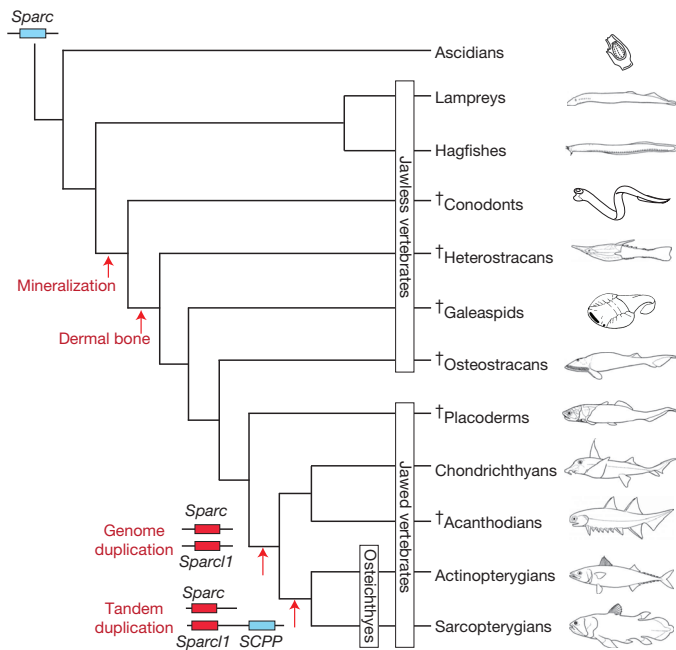 Sparc
Ascidians
Lampreys
Hagfishes
†Conodonts
†Heterostracans
†Galeaspids
†Osteostracans
†Placoderms
Chondrichthyans
†Acanthodians
Actinopterygians
Sarcopterygians
Jawless vertebrates
Jawed vertebrates
Osteichthyes
Mineralization
Dermal bone
Genome
duplication
Sparc
Sparcl1
Tandem
duplication
Sparc
Sparcl1 SCPP